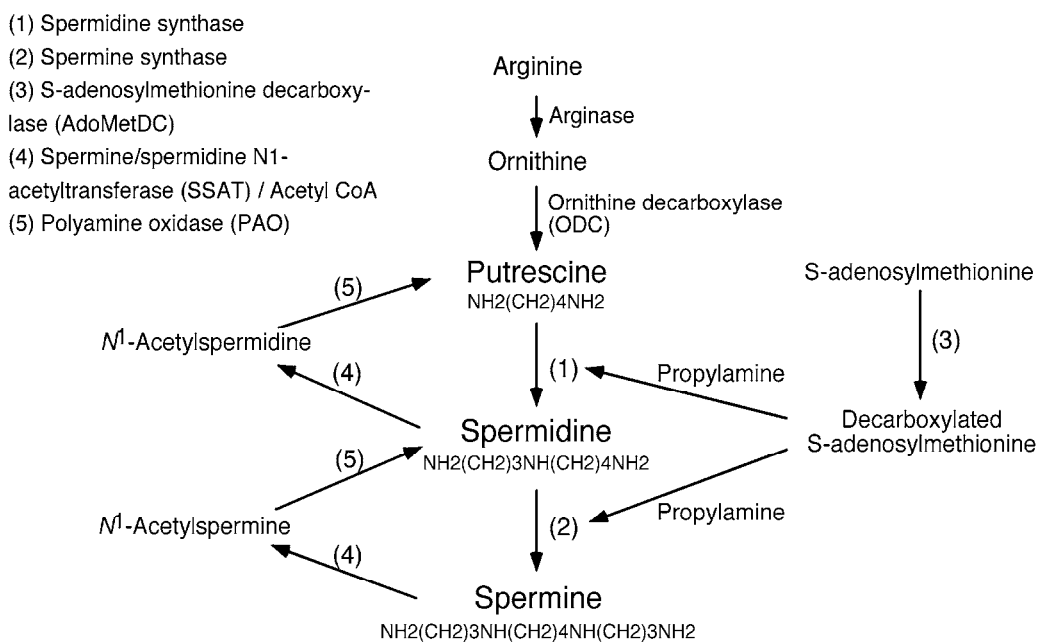 (1) Spermidine synthase
(2) Spermine synthase
(3) S-adenosylmethionine decarboxy-
lase (AdoMetDC)
(4) Spermine/spermidine N1-
acetyltransferase (SSAT) / Acetyl CoA
(5) Polyamine oxidase (PAO)
Arginine
Arginase
Ornithine
Ornithine decarboxylase
(ODC)
Putrescine
NH2(CH2)4NH2
S-adenosylmethionine
(5)
N1-Acetylspermidine
(3)
(4)
(1)
Propylamine
Decarboxylated
S-adenosylmethionine
Spermidine
NH2(CH2)3NH(CH2)4NH2
(5)
N1-Acetylspermine
(2)
Propylamine
(4)
Spermine
NH2(CH2)3NH(CH2)4NH(CH2)3NH2